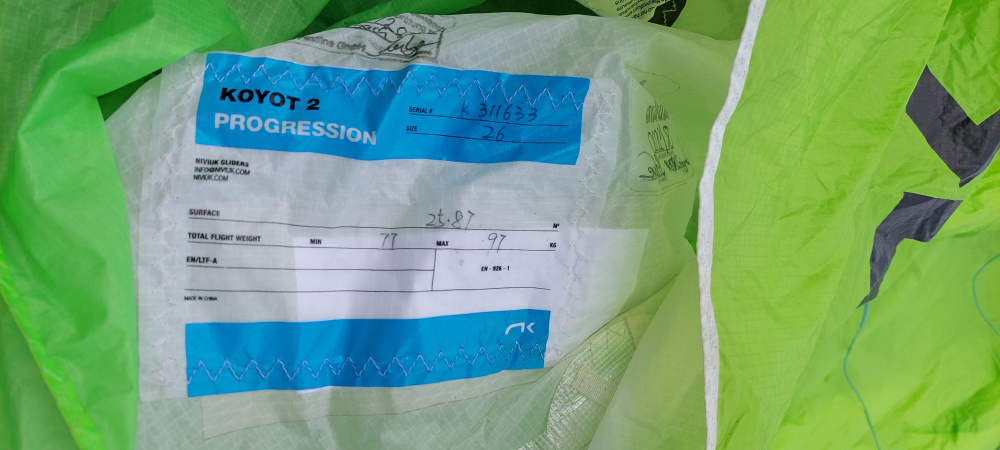 KOYOT 2
PROGRESSION
SERIAL # K 311633
SIZE 26
NIVIUK GLIDERS
INFO@NIVIUK.COM
NIVIUK.COM
SURFACE 25.87 M²
TOTAL FLIGHT WEIGHT MIN 77 MAX 97 KG
EN/LTF-A EN - 926 - 1
MADE IN CHINA